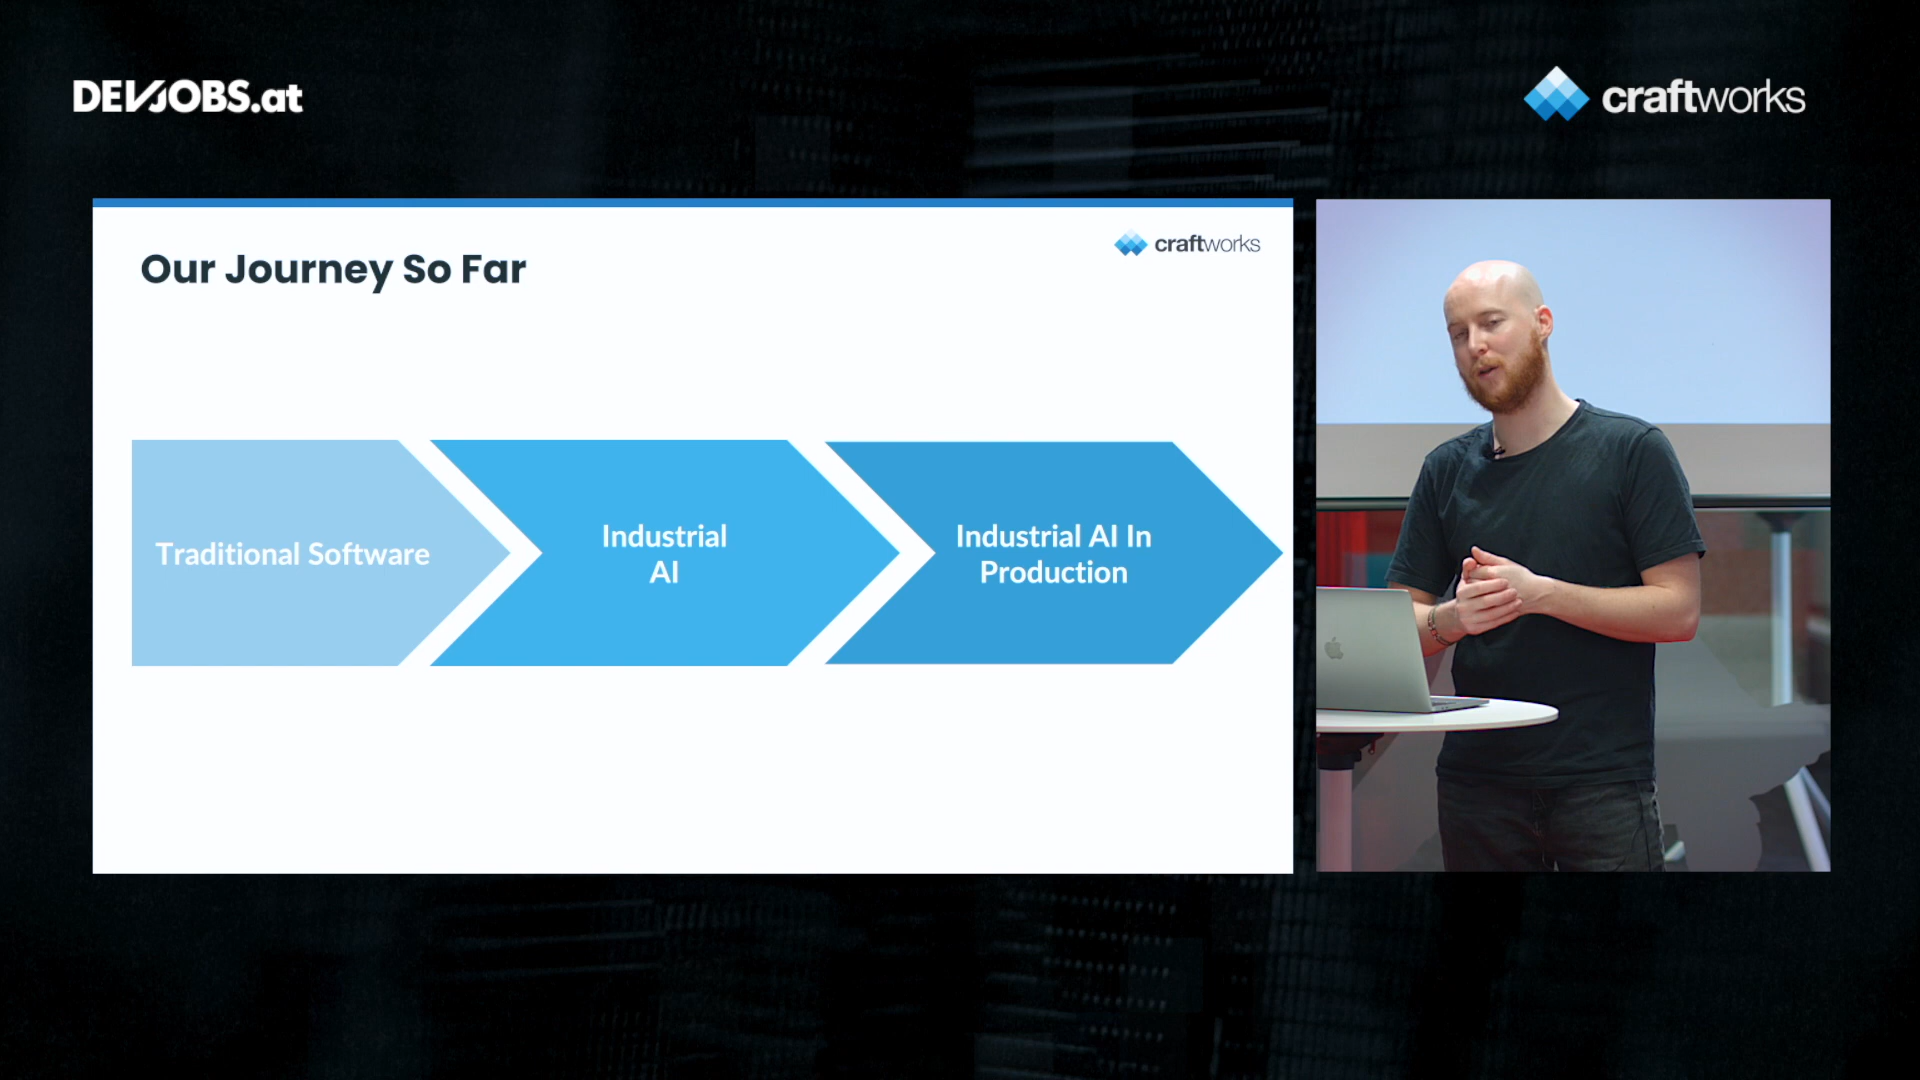 DEVJOBS.at
craftworks
craftworks
Our Journey So Far
Traditional Software
Industrial
AI
Industrial AI In
Production